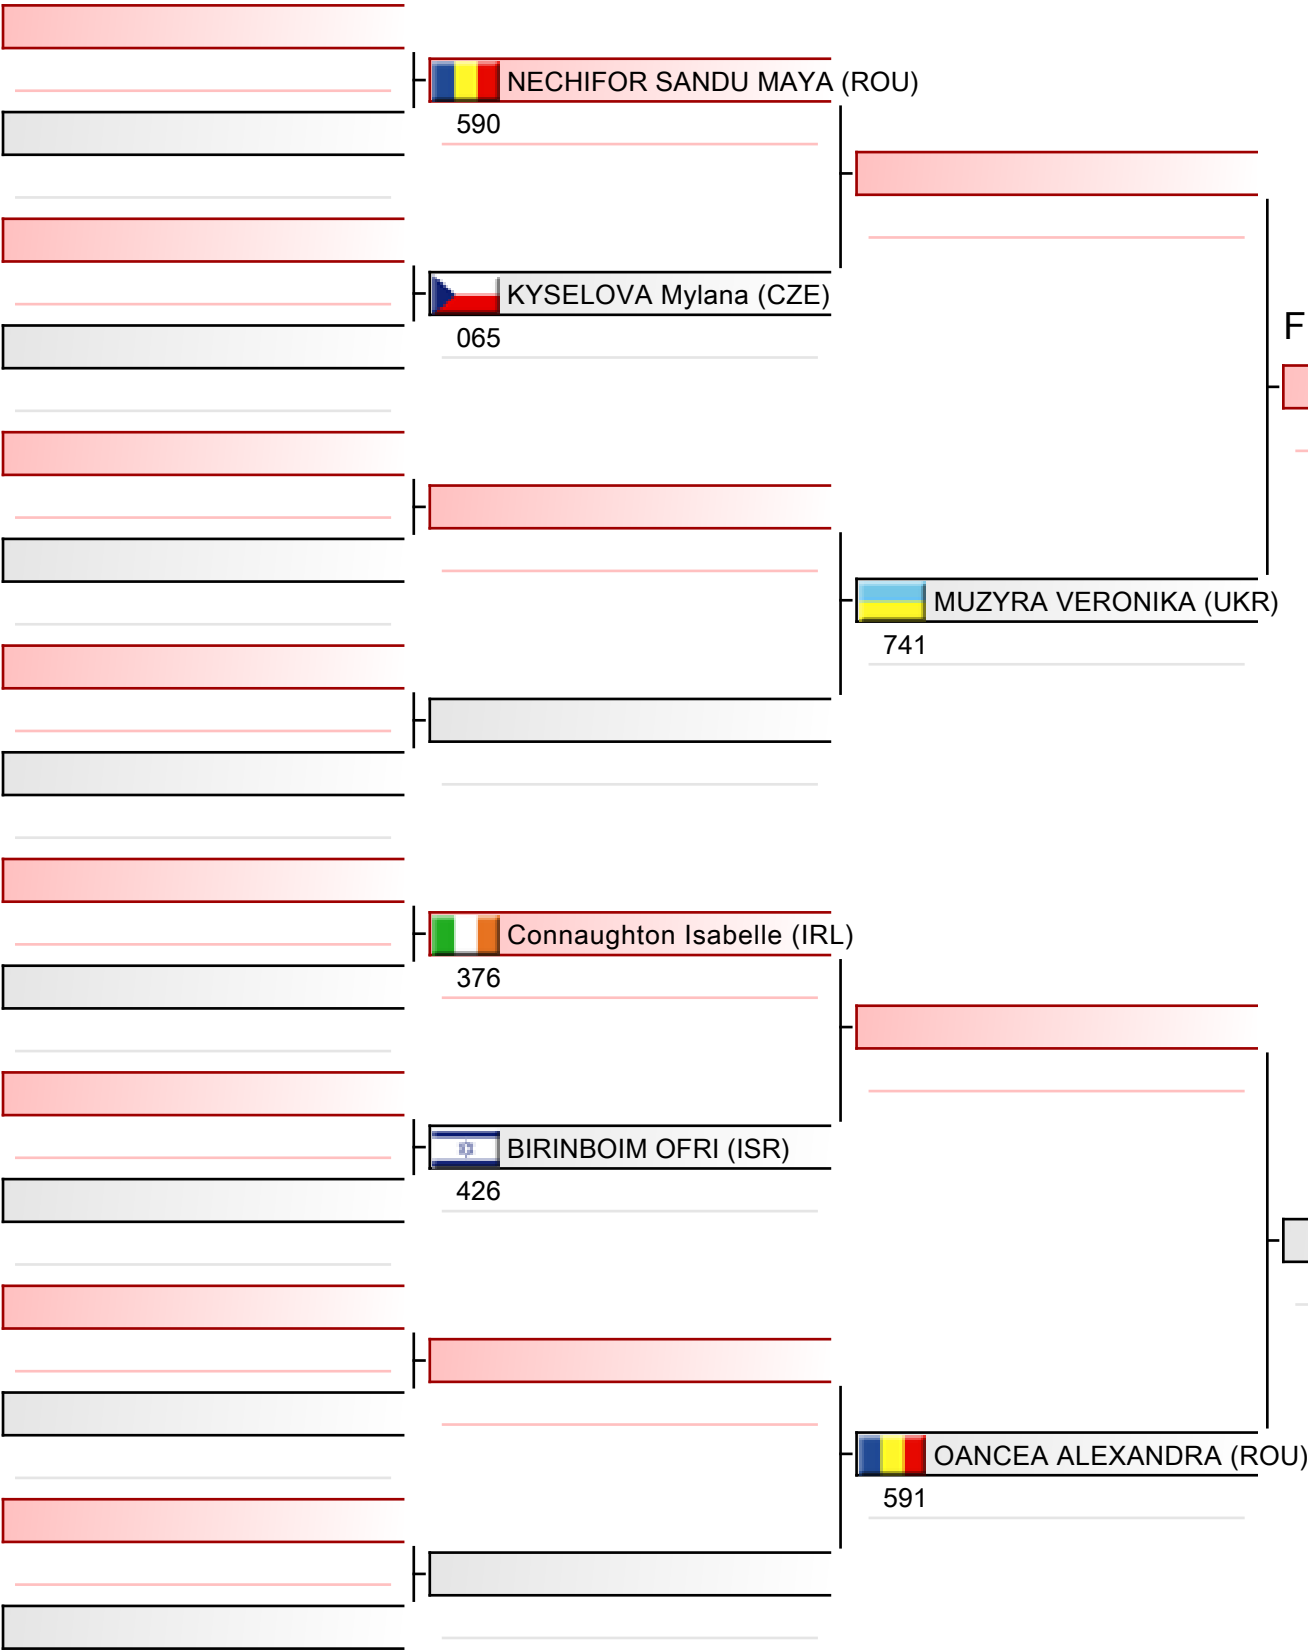 NECHIFOR SANDU MAYA (ROU)
590
KYSELOVA Mylana (CZE)
065
F
MUZYRA VERONIKA (UKR)
741
Connaughton Isabelle (IRL)
376
BIRINBOIM OFRI (ISR)
426
OANCEA ALEXANDRA (ROU)
591